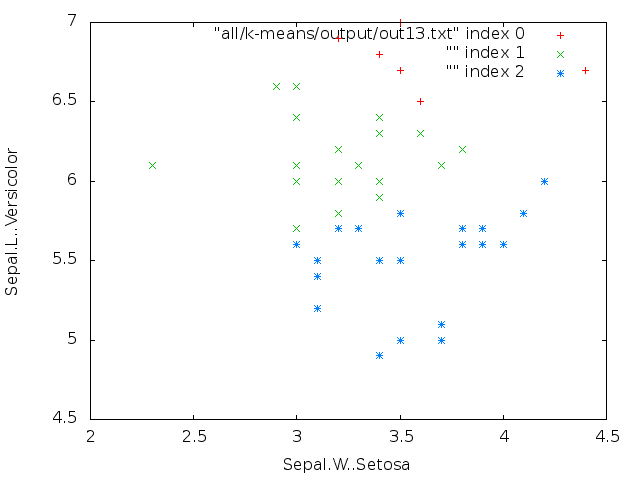 "all/k-means/output/out13.txt" index 0
"" index 1
"" index 2
7
6.5
6
5.5
5
4.5
2
2.5
3
3.5
4
4.5
Sepal.L..Versicolor
Sepal.W..Setosa